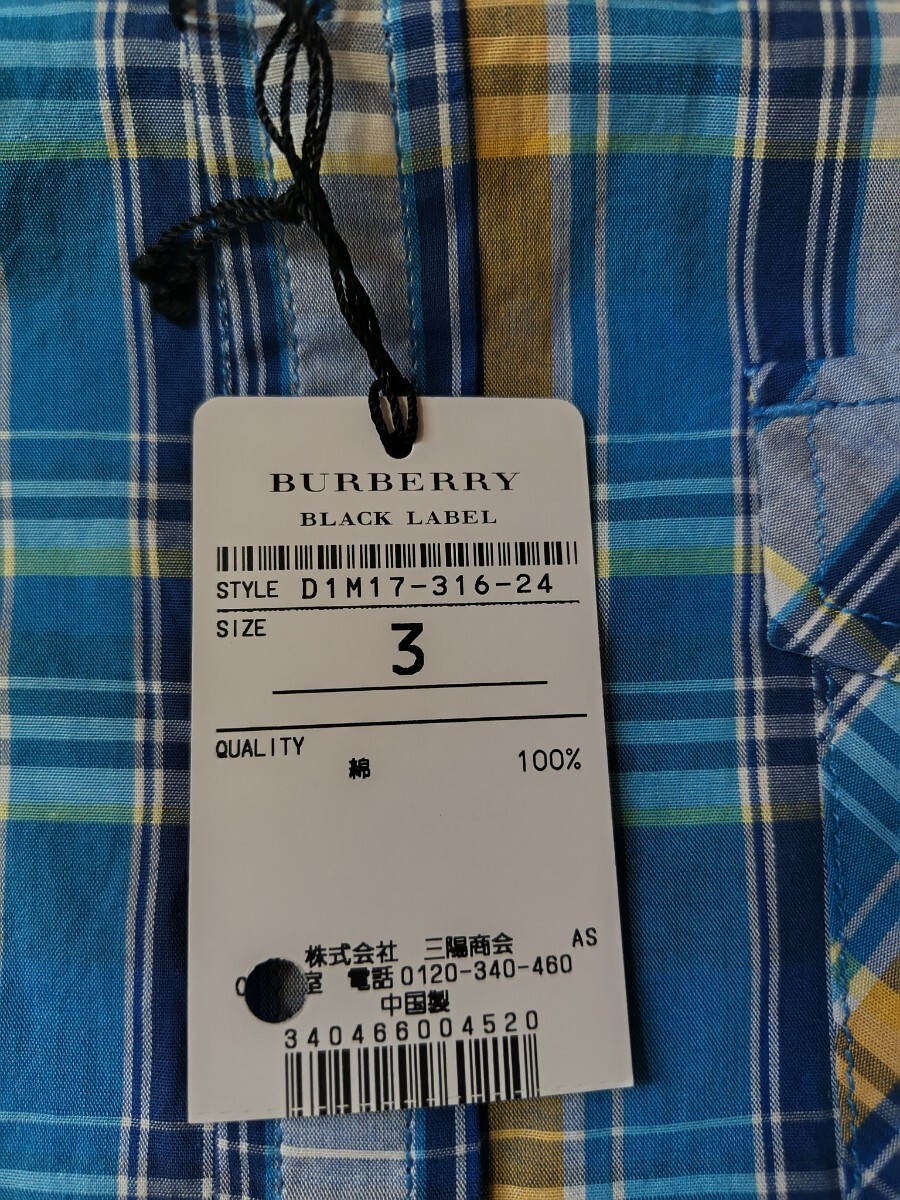 BURBERRY
BLACK LABEL
STYLE D1M17-316-24
SIZE 3
QUALITY
綿 100%
株式会社 三陽商会 AS
室 電話 0120-340-460
中国製
340466004520